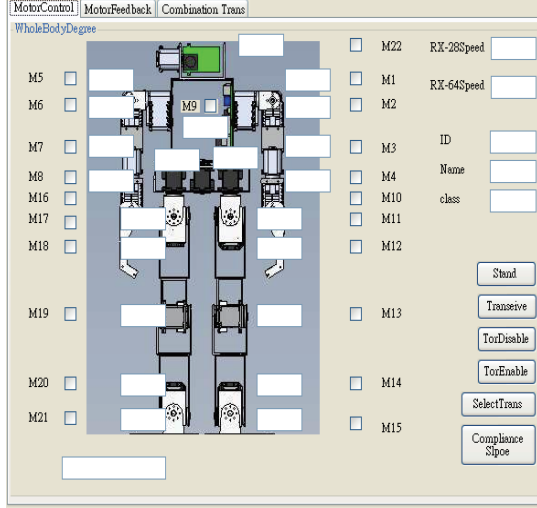 MotorControl MotorFeedback Combination Trans
WholeBodyDegree
M22 RX-28Speed
M5 M1 RX-64Speed
M6 M9 M2
M7 M3 ID
M8 M4 Name
M16 M10 class
M17 M11
M18 M12
Stand
M19 M13 Transeive
TorDisable
TorEnable
M20 M14
SelectTrans
M21 M15
Compliance
Slpoe